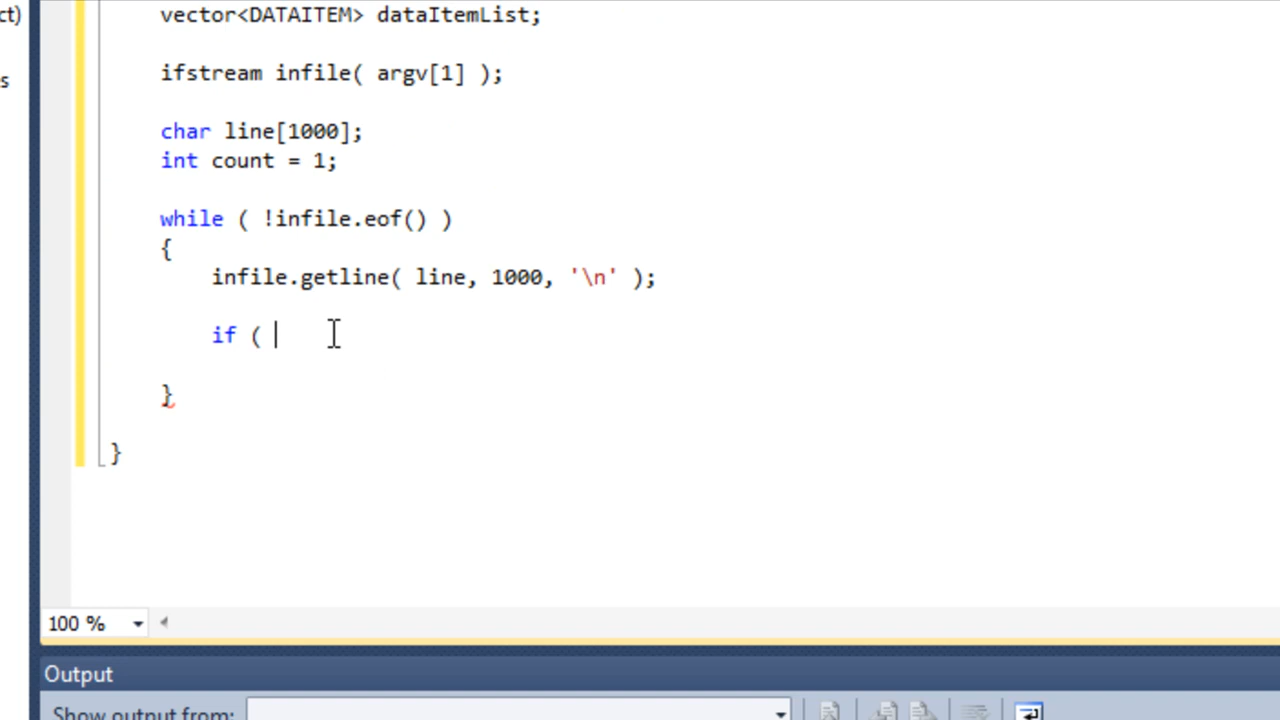 ct)
vector<DATAITEM> dataItemList;
ifstream infile( argv[1] );
s
char line[1000];
int count = 1;
while ( !infile.eof() )
{
infile.getline( line, 1000, '\n' );
if (
}
}
100 %
Output
Show output from: